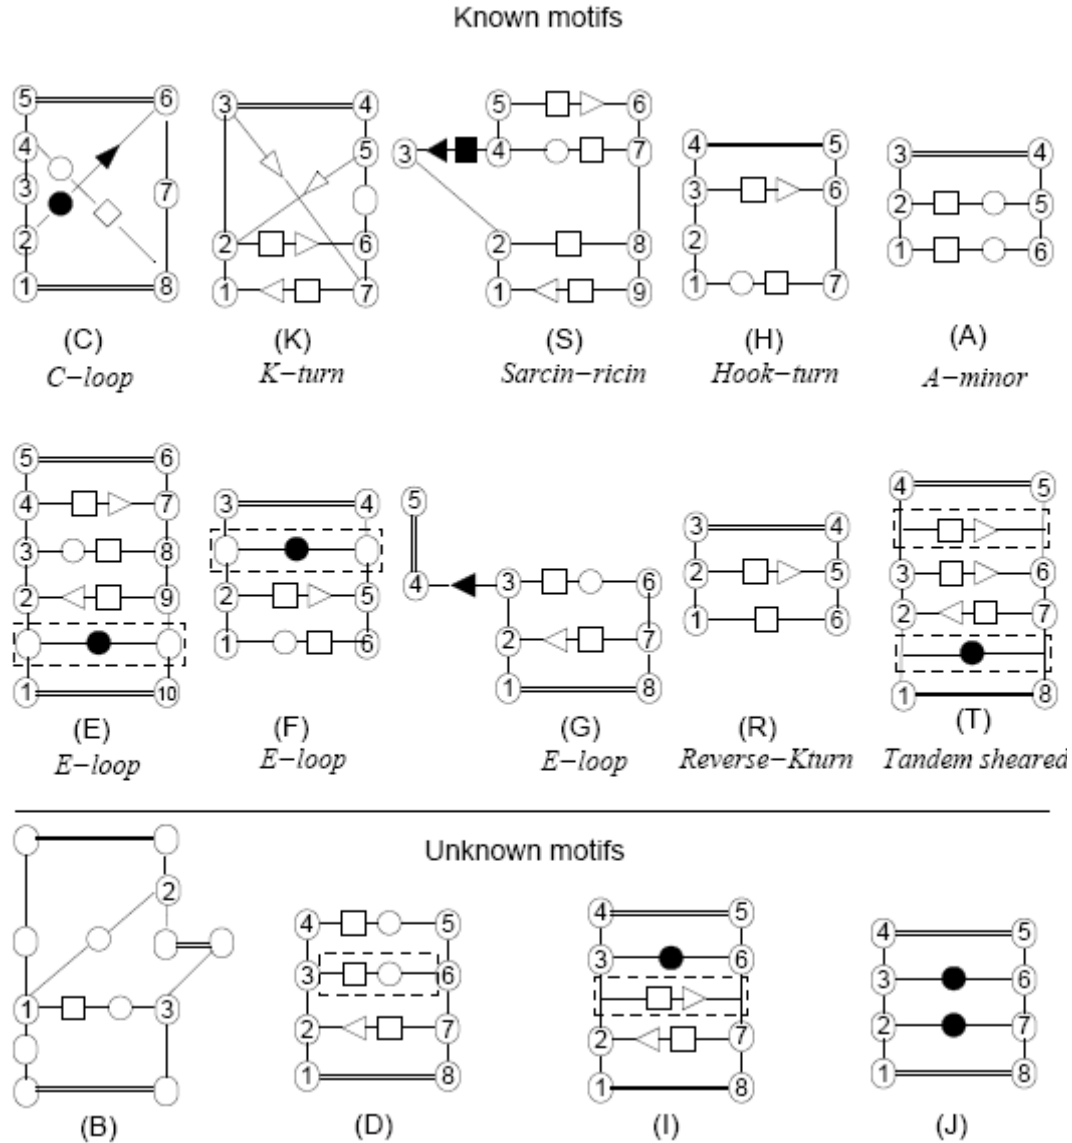 Known motifs
5 6
4
3 7
2
1 8
(C)
C-loop
3 4
5
2 6
1 7
(K)
K-turn
5 6
3 4 7
2 8
1 9
(S)
Sarcin-ricin
4 5
3 6
2
1 7
(H)
Hook-turn
3 4
2 5
1 6
(A)
A-minor
5 6
4 7
3 8
2 9
1 10
(E)
E-loop
3 4
2 5
1 6
(F)
E-loop
5
4 3 6
2 7
1 8
(G)
E-loop
3 4
2 5
1 6
(R)
Reverse-Kturn
4 5
3 6
2 7
1 8
(T)
Tandem sheared
Unknown motifs
2
1 3
(B)
4 5
3 6
2 7
1 8
(D)
4 5
3 6
2 7
1 8
(I)
4 5
3 6
2 7
1 8
(J)